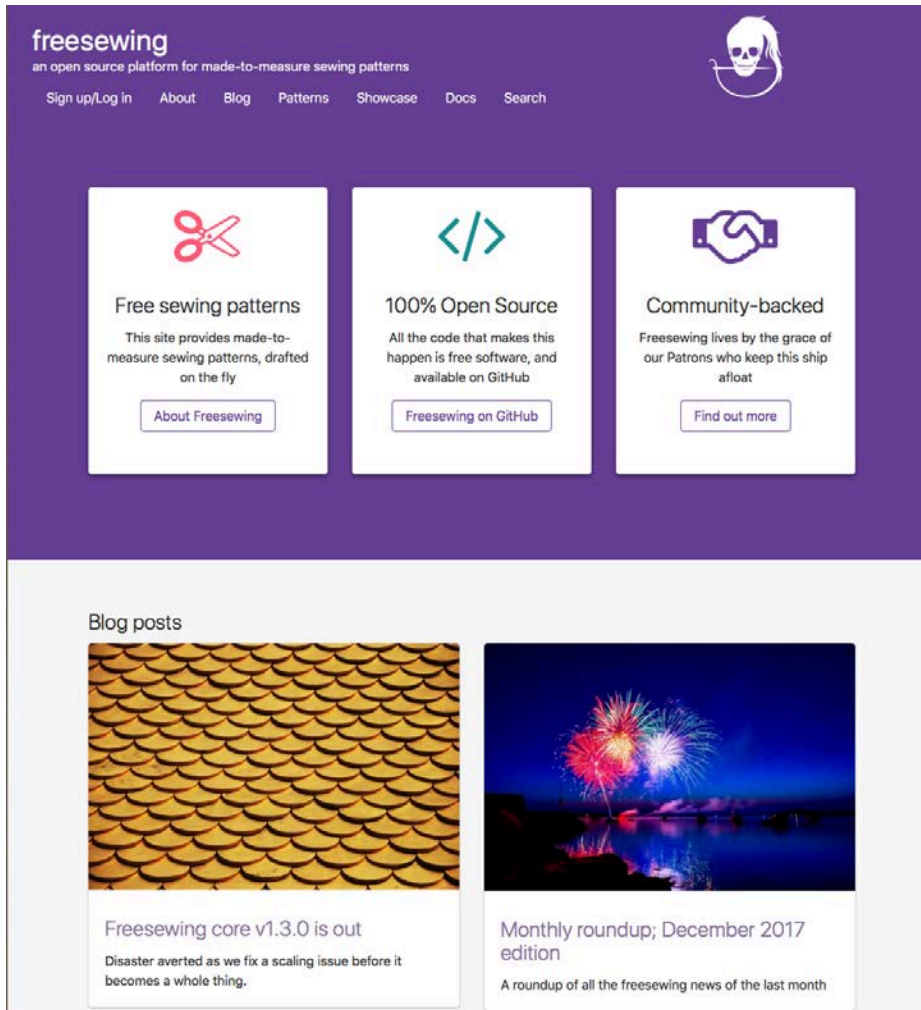 freesewing
an open source platform for made-to-measure sewing patterns
Sign up/Log in About Blog Patterns Showcase Docs Search
Free sewing patterns
This site provides made-to-
measure sewing patterns, drafted
on the fly
About Freesewing
100% Open Source
All the code that makes this
happen is free software, and
available on GitHub
Freesewing on GitHub
Community-backed
Freesewing lives by the grace of
our Patrons who keep this ship
afloat
Find out more
Blog posts
Freesewing core v1.3.0 is out
Disaster averted as we fix a scaling issue before it
becomes a whole thing.
Monthly roundup; December 2017
edition
A roundup of all the freesewing news of the last month